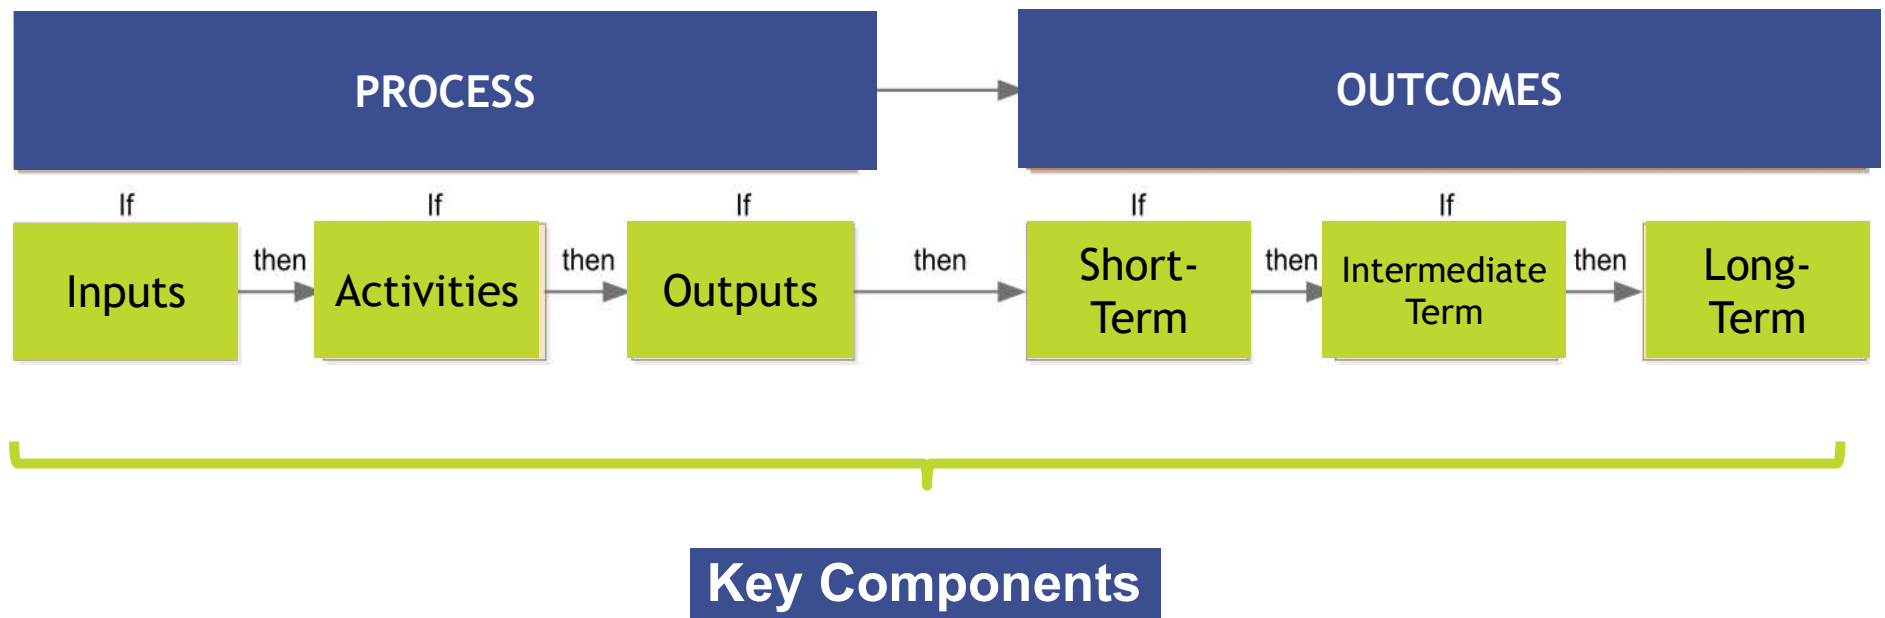 PROCESS
OUTCOMES
If
If
If
If
If
Inputs
then
Activities
then
Outputs
then
Short-
Term
then
Intermediate
Term
then
Long-
Term
Key Components